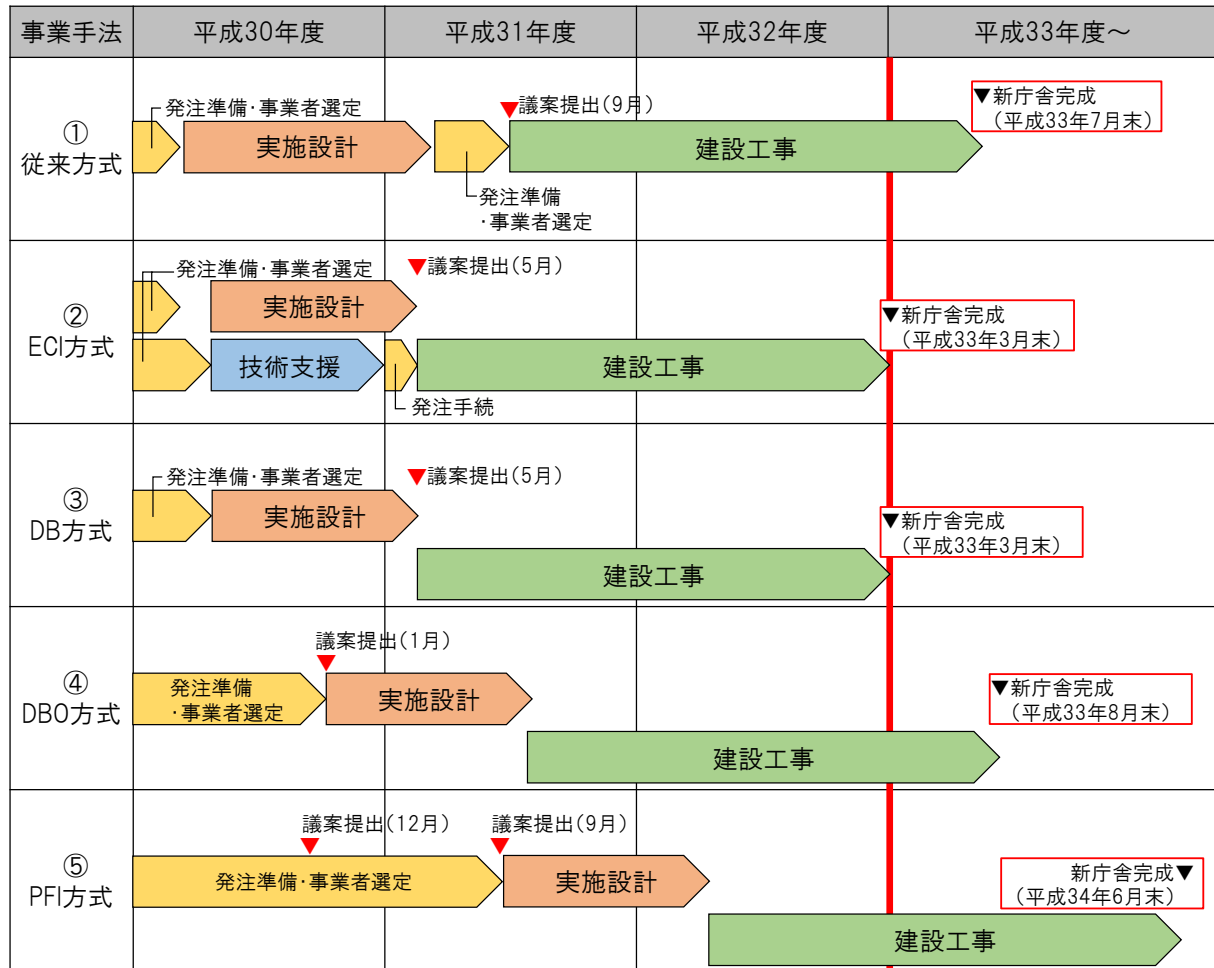 事業手法
平成30年度
平成31年度
平成32年度
平成33年度～
①
従来方式
発注準備・事業者選定
実施設計
▼議案提出(9月)
発注準備
・事業者選定
建設工事
▼新庁舎完成
(平成33年7月末)
②
ECI方式
発注準備・事業者選定
実施設計
▼議案提出(5月)
技術支援
発注手続
建設工事
▼新庁舎完成
(平成33年3月末)
③
DB方式
発注準備・事業者選定
実施設計
▼議案提出(5月)
建設工事
▼新庁舎完成
(平成33年3月末)
④
DBO方式
発注準備
・事業者選定
議案提出(1月)
▼
実施設計
建設工事
▼新庁舎完成
(平成33年8月末)
⑤
PFI方式
議案提出(12月)
▼
議案提出(9月)
▼
発注準備・事業者選定
実施設計
建設工事
新庁舎完成▼
(平成34年6月末)